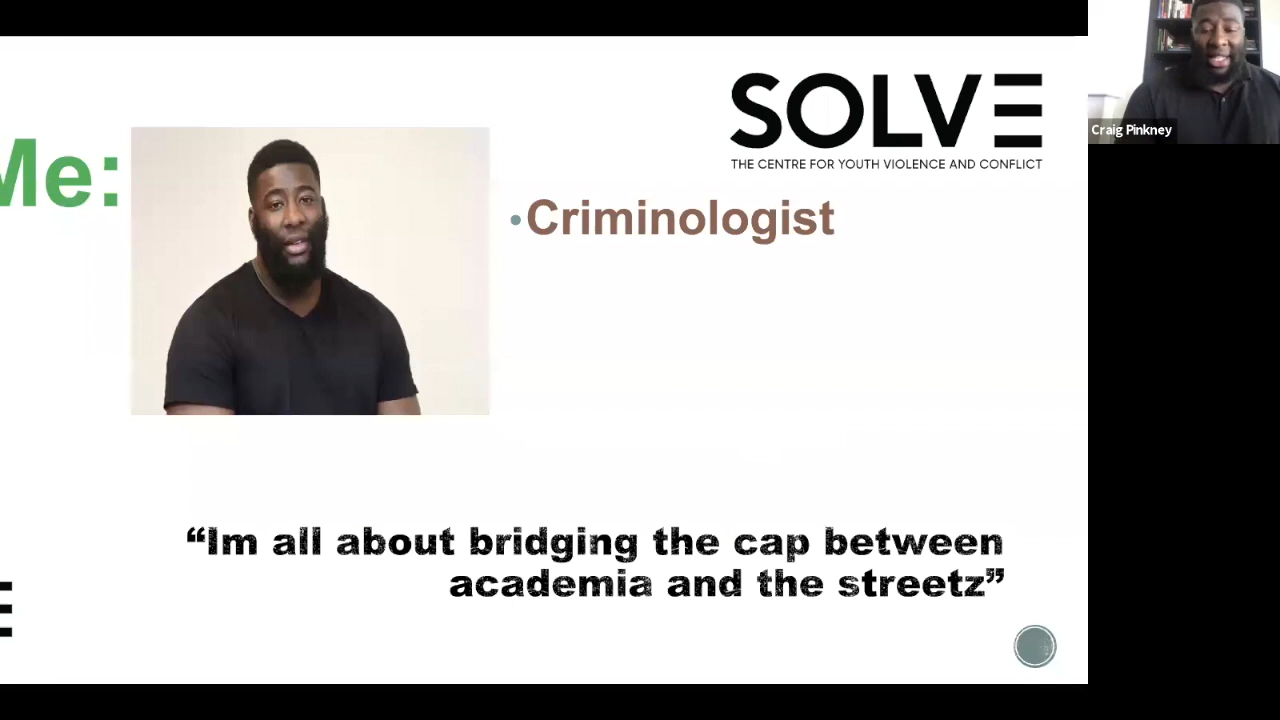 SOLVE
THE CENTRE FOR YOUTH VIOLENCE AND CONFLICT
Me:
•Criminologist
“Im all about bridging the cap between
academia and the streetz”
Craig Pinkney